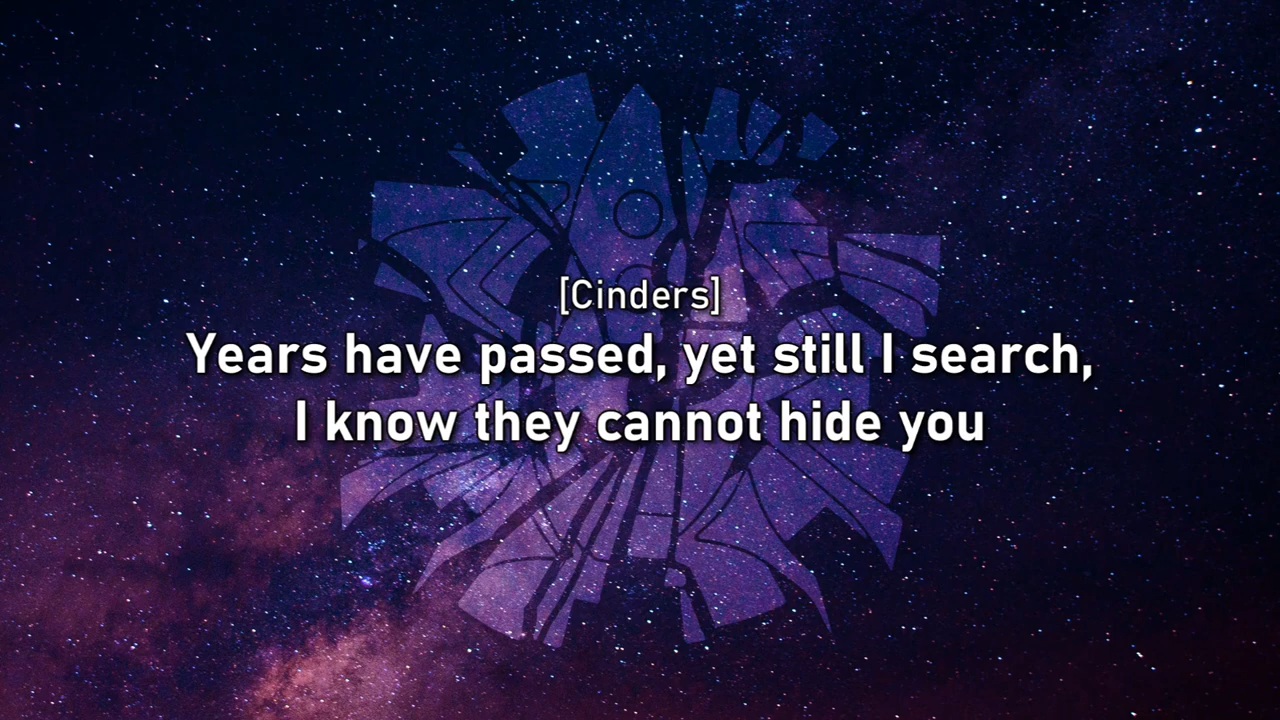 [Cinders]
Years have passed, yet still I search,
I know they cannot hide you